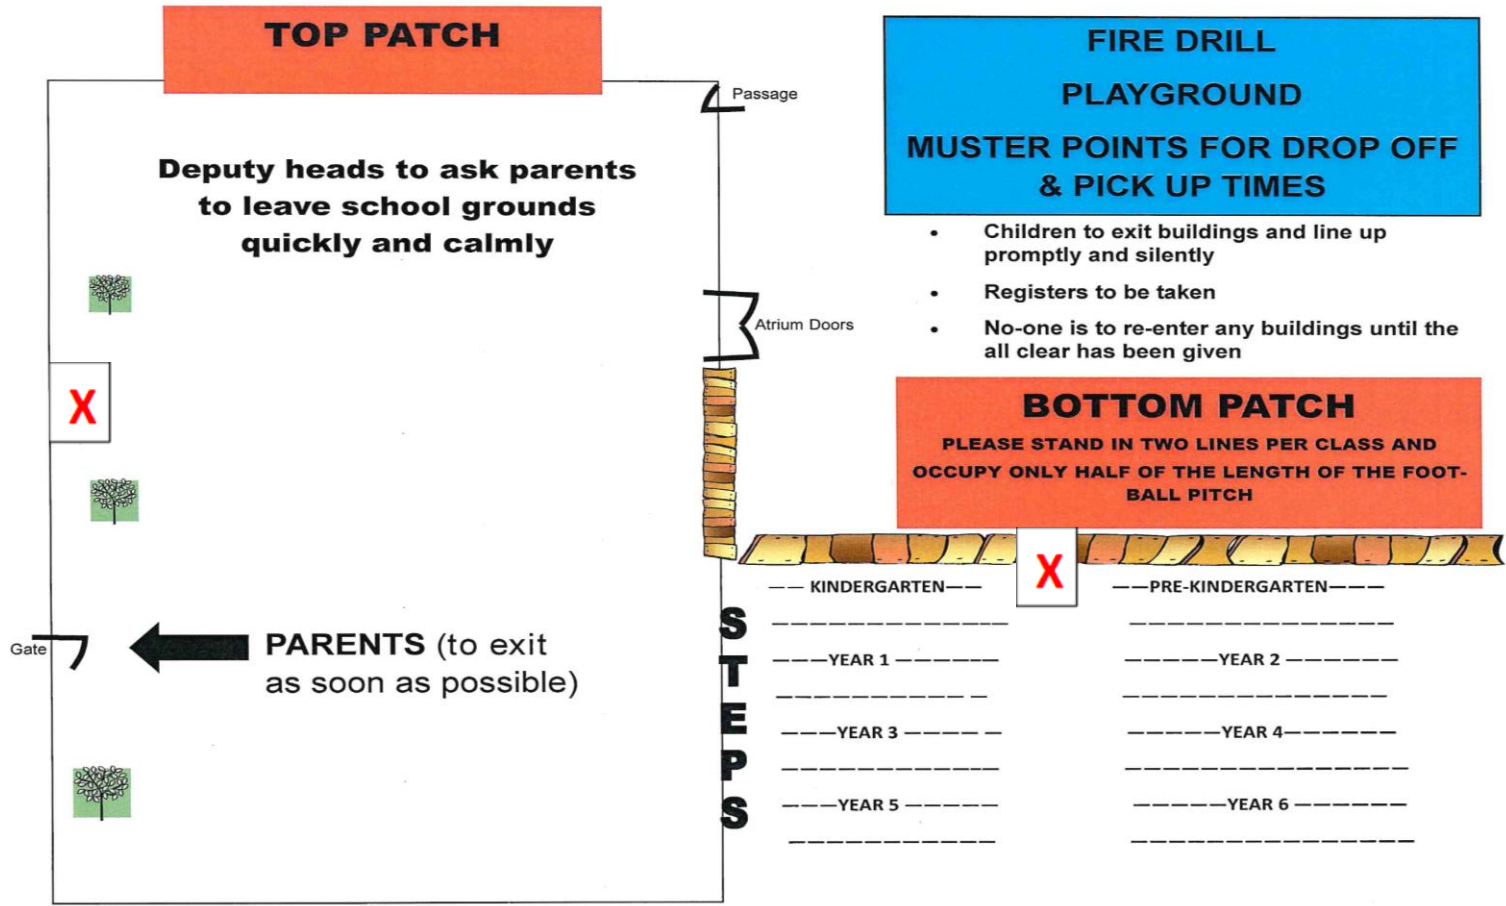 TOP PATCH
Passage
Deputy heads to ask parents
to leave school grounds
quickly and calmly
Atrium Doors
X
Gate
PARENTS (to exit
as soon as possible)
S
T
E
P
S
FIRE DRILL
PLAYGROUND
MUSTER POINTS FOR DROP OFF
& PICK UP TIMES
• Children to exit buildings and line up
promptly and silently
• Registers to be taken
• No-one is to re-enter any buildings until the
all clear has been given
BOTTOM PATCH
PLEASE STAND IN TWO LINES PER CLASS AND
OCCUPY ONLY HALF OF THE LENGTH OF THE FOOT-
BALL PITCH
X
KINDERGARTEN
PRE-KINDERGARTEN
YEAR 1
YEAR 2
YEAR 3
YEAR 4
YEAR 5
YEAR 6